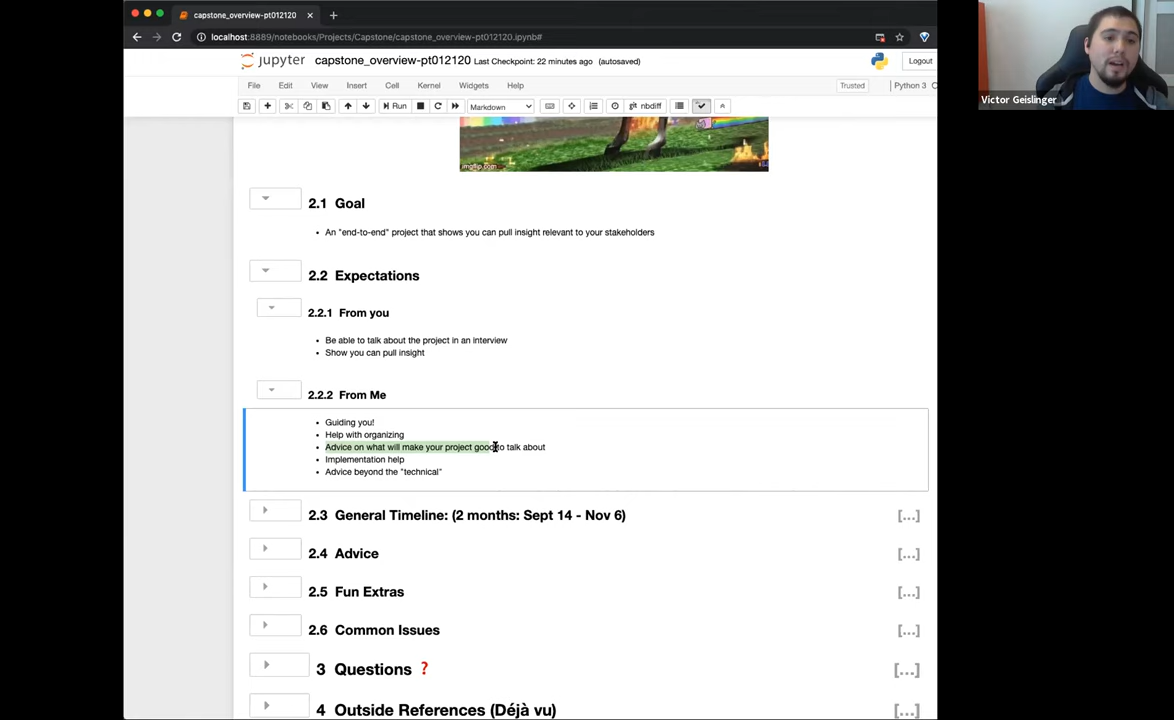 capstone_overview-pt012120
localhost:8889/notebooks/Projects/Capstone/capstone_overview-pt012120.ipynb#
Victor Geislinger
jupyter capstone_overview-pt012120 Last Checkpoint: 22 minutes ago (autosaved)
Logout
File Edit View Insert Cell Kernel Widgets Help
Trusted
Python 3
Run
Markdown
nbdiff
imgflip.com
2.1 Goal
• An "end-to-end" project that shows you can pull insight relevant to your stakeholders
2.2 Expectations
2.2.1 From you
• Be able to talk about the project in an interview
• Show you can pull insight
2.2.2 From Me
• Guiding you!
• Help with organizing
• Advice on what will make your project good to talk about
• Implementation help
• Advice beyond the "technical"
2.3 General Timeline: (2 months: Sept 14 - Nov 6)
[...]
2.4 Advice
[...]
2.5 Fun Extras
[...]
2.6 Common Issues
[...]
3 Questions ❓
[...]
4 Outside References (Déjà vu)
[...]